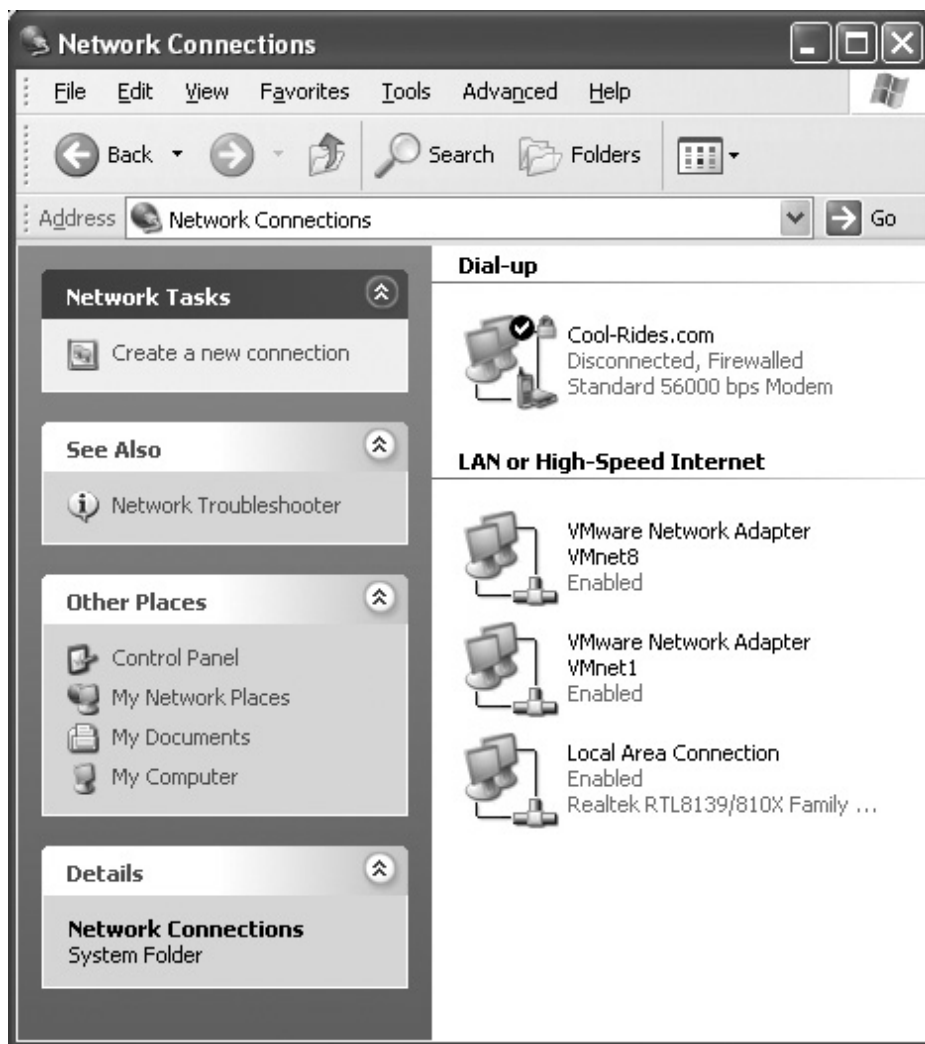 Network Connections
File Edit View Favorites Tools Advanced Help
Back Search Folders
Address Network Connections Go
Network Tasks
Create a new connection
See Also
Network Troubleshooter
Other Places
Control Panel
My Network Places
My Documents
My Computer
Details
Network Connections
System Folder
Dial-up
Cool-Rides.com
Disconnected, Firewalled
Standard 56000 bps Modem
LAN or High-Speed Internet
VMware Network Adapter
VMnet8
Enabled
VMware Network Adapter
VMnet1
Enabled
Local Area Connection
Enabled
Realtek RTL8139/810X Family ...